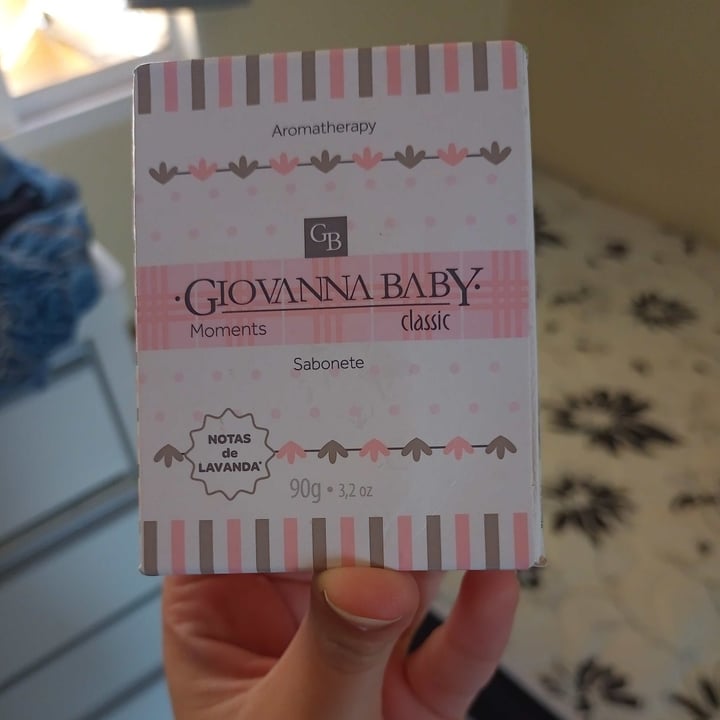 Aromatherapy
GB
·GIOVANNA BABY·
Moments classic
Sabonete
NOTAS
de
LAVANDA*
90g • 3,2 oz